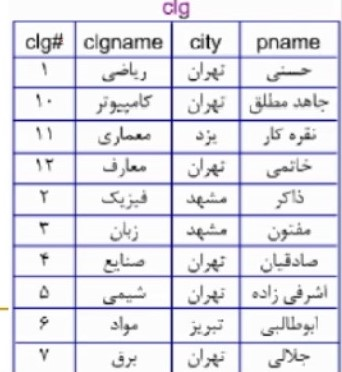 clg
clg# clgname city pname
۱ ریاضی تهران حسنی
۱۰ کامپیوتر تهران جاهد مطلق
۱۱ معماری یزد نقره کار
۱۲ معارف تهران خاتمی
۲ فیزیک مشهد ذاکر
۳ زبان مشهد مفتون
۴ صنایع تهران صادقیان
۵ شیمی تهران اشرفی زاده
۶ مواد تبریز ابوطالبی
۷ برق تهران جلالی